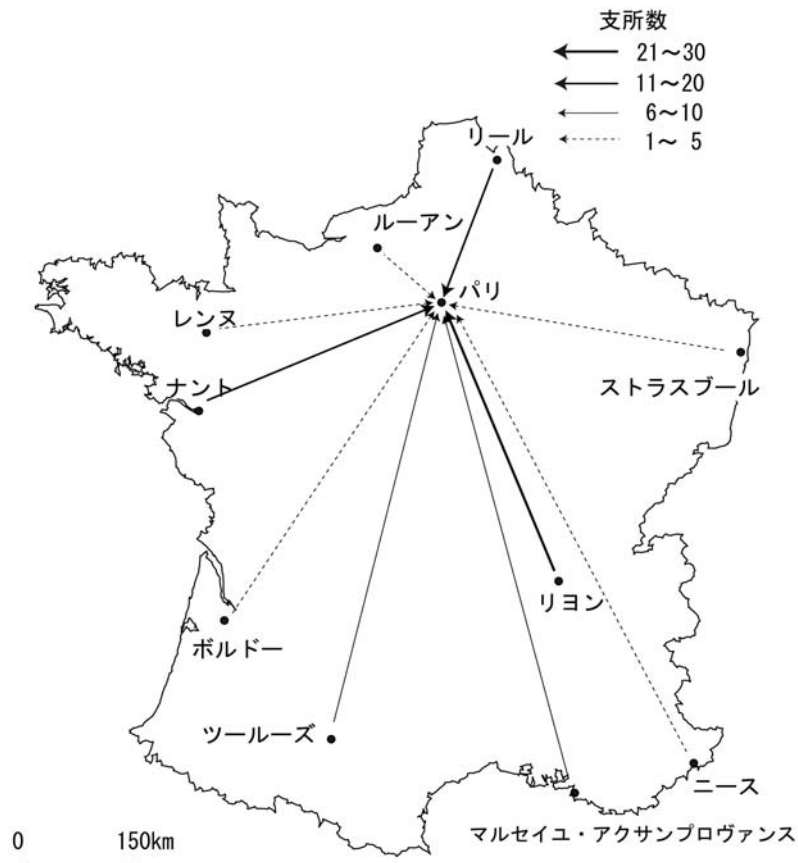 支所数
21～30
11～20
6～10
1～ 5
リール
ルーアン
パリ
レンヌ
ストラスブール
ナント
リヨン
ボルドー
ツールーズ
ニース
マルセイユ・アクサンプロヴァンス
0 150km